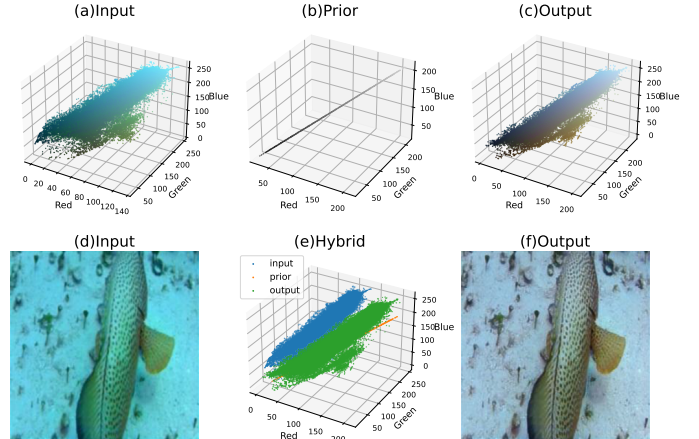 (a)Input
(b)Prior
(c)Output
250
200
150
100
50
0
Blue
0
20
40
60
80
100
120
140
Red
50
100
150
200
250
Green
200
150
100
50
Blue
50
100
150
200
Red
50
100
150
200
Green
250
200
150
100
50
0
Blue
0
50
100
150
200
Red
50
100
150
200
Green
(d)Input
(e)Hybrid
(f)Output
input
prior
output
250
200
150
100
50
0
Blue
0
50
100
150
200
Red
50
100
150
200
250
Green